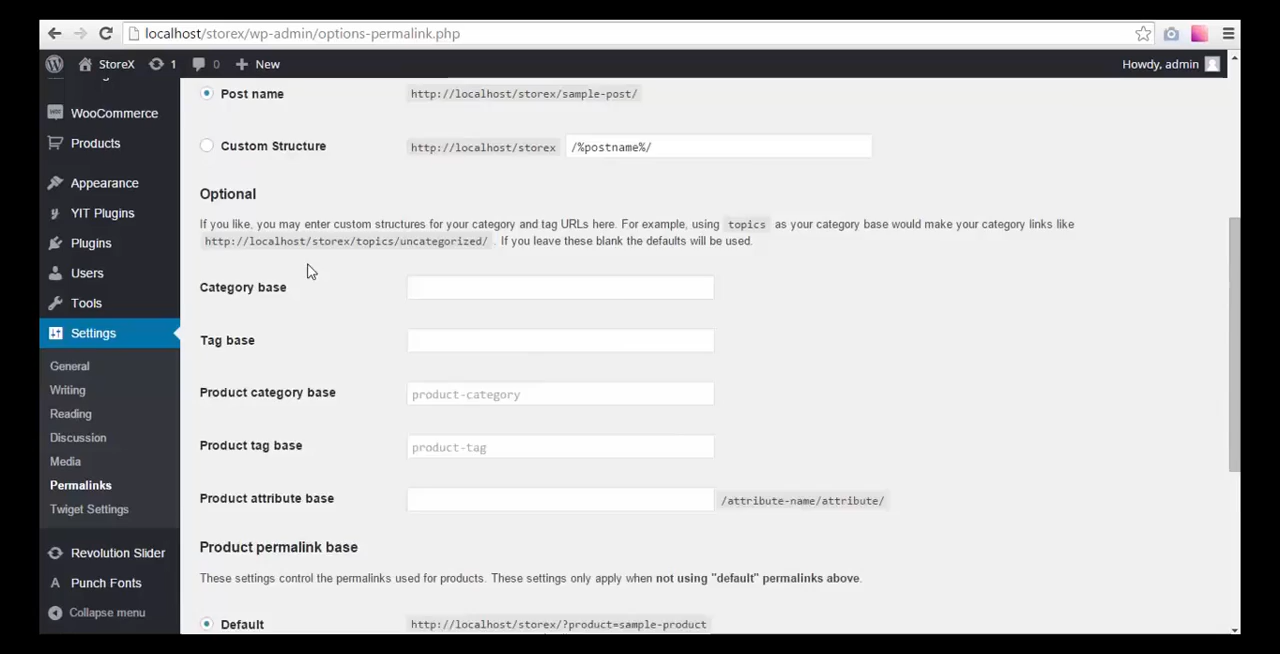 localhost/storex/wp-admin/options-permalink.php
StoreX 1 0 New Howdy, admin
WooCommerce
Products
Appearance
YIT Plugins
Plugins
Users
Tools
Settings
General
Writing
Reading
Discussion
Media
Permalinks
Twiget Settings
Revolution Slider
Punch Fonts
Collapse menu
Post name http://localhost/storex/sample-post/
Custom Structure http://localhost/storex /%postname%/
Optional
If you like, you may enter custom structures for your category and tag URLs here. For example, using topics as your category base would make your category links like
http://localhost/storex/topics/uncategorized/ . If you leave these blank the defaults will be used.
Category base
Tag base
Product category base product-category
Product tag base product-tag
Product attribute base /attribute-name/attribute/
Product permalink base
These settings control the permalinks used for products. These settings only apply when not using "default" permalinks above.
Default http://localhost/storex/?product=sample-product